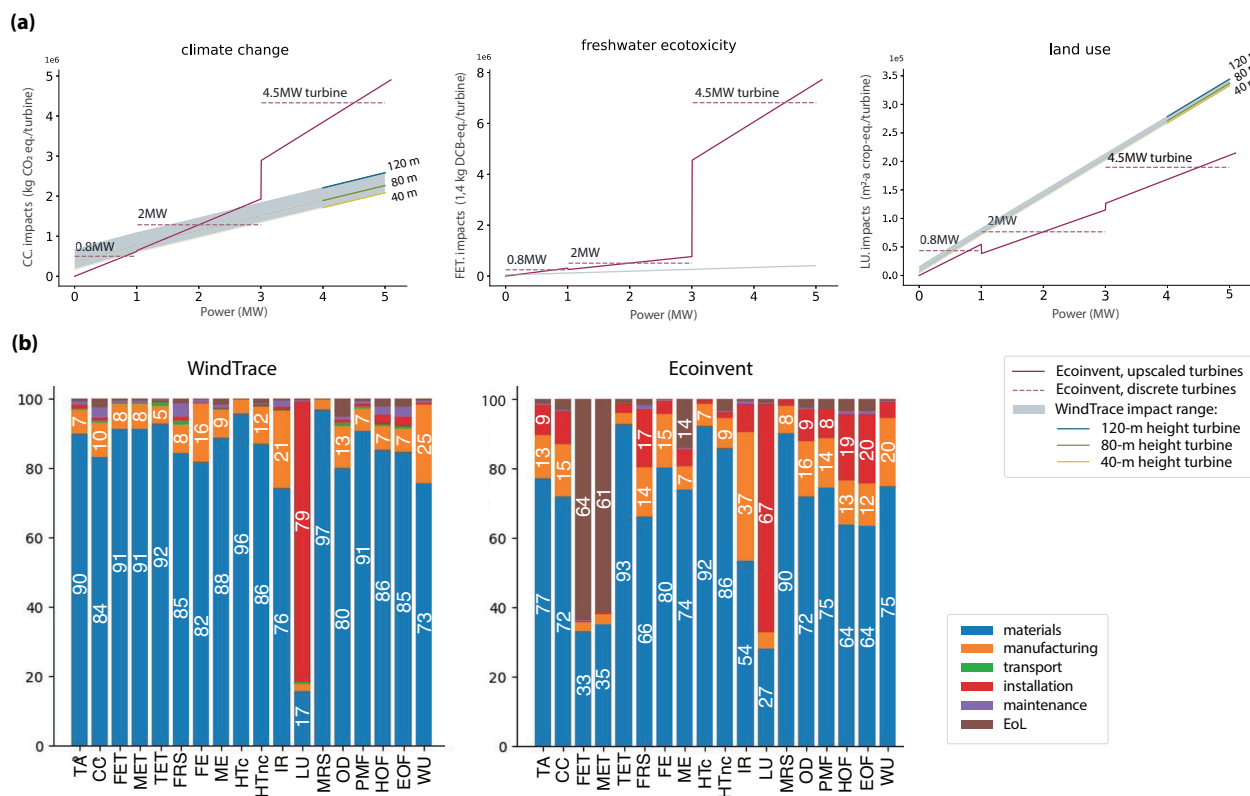 (a)
climate change
1e6
CC. impacts (kg CO₂ eq./turbine)
5
4
3
2
1
0
0.8MW
2MW
4.5MW turbine
120 m
80 m
40 m
0 1 2 3 4 5
Power (MW)
freshwater ecotoxicity
1e6
FET. impacts (1,4 kg DCB-eq./turbine)
8
6
4
2
0
0.8MW
2MW
4.5MW turbine
0 1 2 3 4 5
Power (MW)
land use
1e5
LU. impacts (m²·a crop-eq./turbine)
3,5
3,0
2,5
2,0
1,5
1,0
0.5
0.0
0.8MW
2MW
4.5MW turbine
120 m
80 m
40 m
0 1 2 3 4 5
Power (MW)
(b)
WindTrace
100
80
60
40
20
0
7 10 8 8 5 8 16 9 12 21 79 13 7 7 7 25
90 84 91 91 92 85 82 88 96 86 76 17 97 80 91 86 85 73
TA CC FET MET TET FRS FE ME HTc HTnc IR LU MRS OD PMF HOF EOF WU
Ecoinvent
100
80
60
40
20
0
9 17 14 9 8 19 20
13 15 64 61 14 15 7 7 9 37 67 8 16 14 13 12 20
77 72 33 35 93 66 80 74 92 86 54 27 90 72 75 64 64 75
TA CC FET MET TET FRS FE ME HTc HTnc IR LU MRS OD PMF HOF EOF WU
Ecoinvent, upscaled turbines
Ecoinvent, discrete turbines
WindTrace impact range:
120-m height turbine
80-m height turbine
40-m height turbine
materials
manufacturing
transport
installation
maintenance
EoL